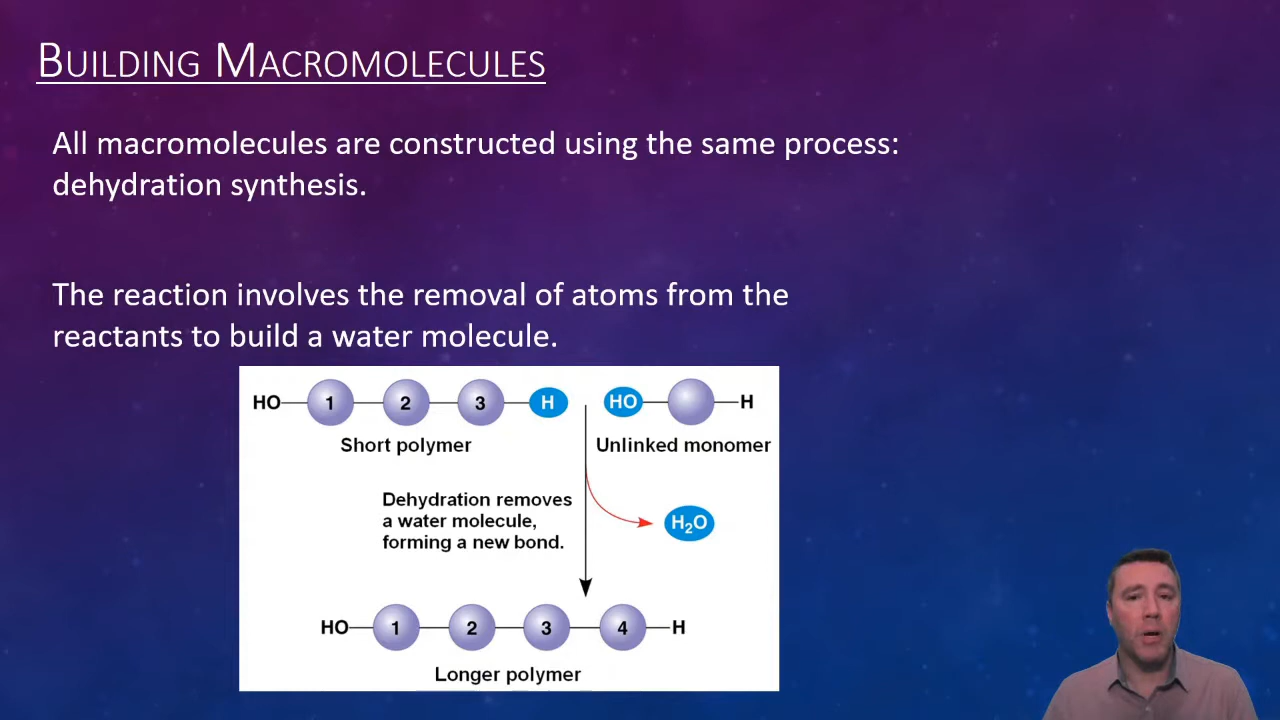 BUILDING MACROMOLECULES
All macromolecules are constructed using the same process:
dehydration synthesis.
The reaction involves the removal of atoms from the
reactants to build a water molecule.
HO 1 2 3 H HO H
Short polymer Unlinked monomer
Dehydration removes
a water molecule,
forming a new bond.
H₂O
HO 1 2 3 4 H
Longer polymer